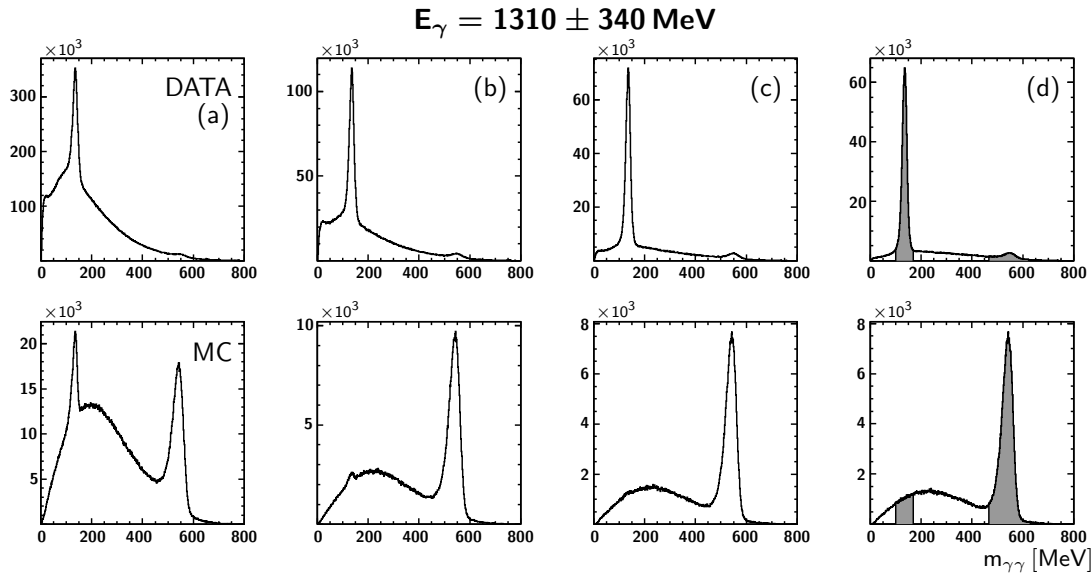 E_γ = 1310 ± 340 MeV
×10³ ×10³ ×10³ ×10³
DATA (a) (b) (c) (d)
300 200 100
100 50
60 40 20
60 40 20
0 200 400 600 800 0 200 400 600 800 0 200 400 600 800 0 200 400 600 800
×10³ 10 ×10³ ×10³ ×10³
MC
20 15 10 5
5
8 6 4 2
8 6 4 2
0 200 400 600 800 0 200 400 600 800 0 200 400 600 800 0 200 400 600 800
m_γγ [MeV]